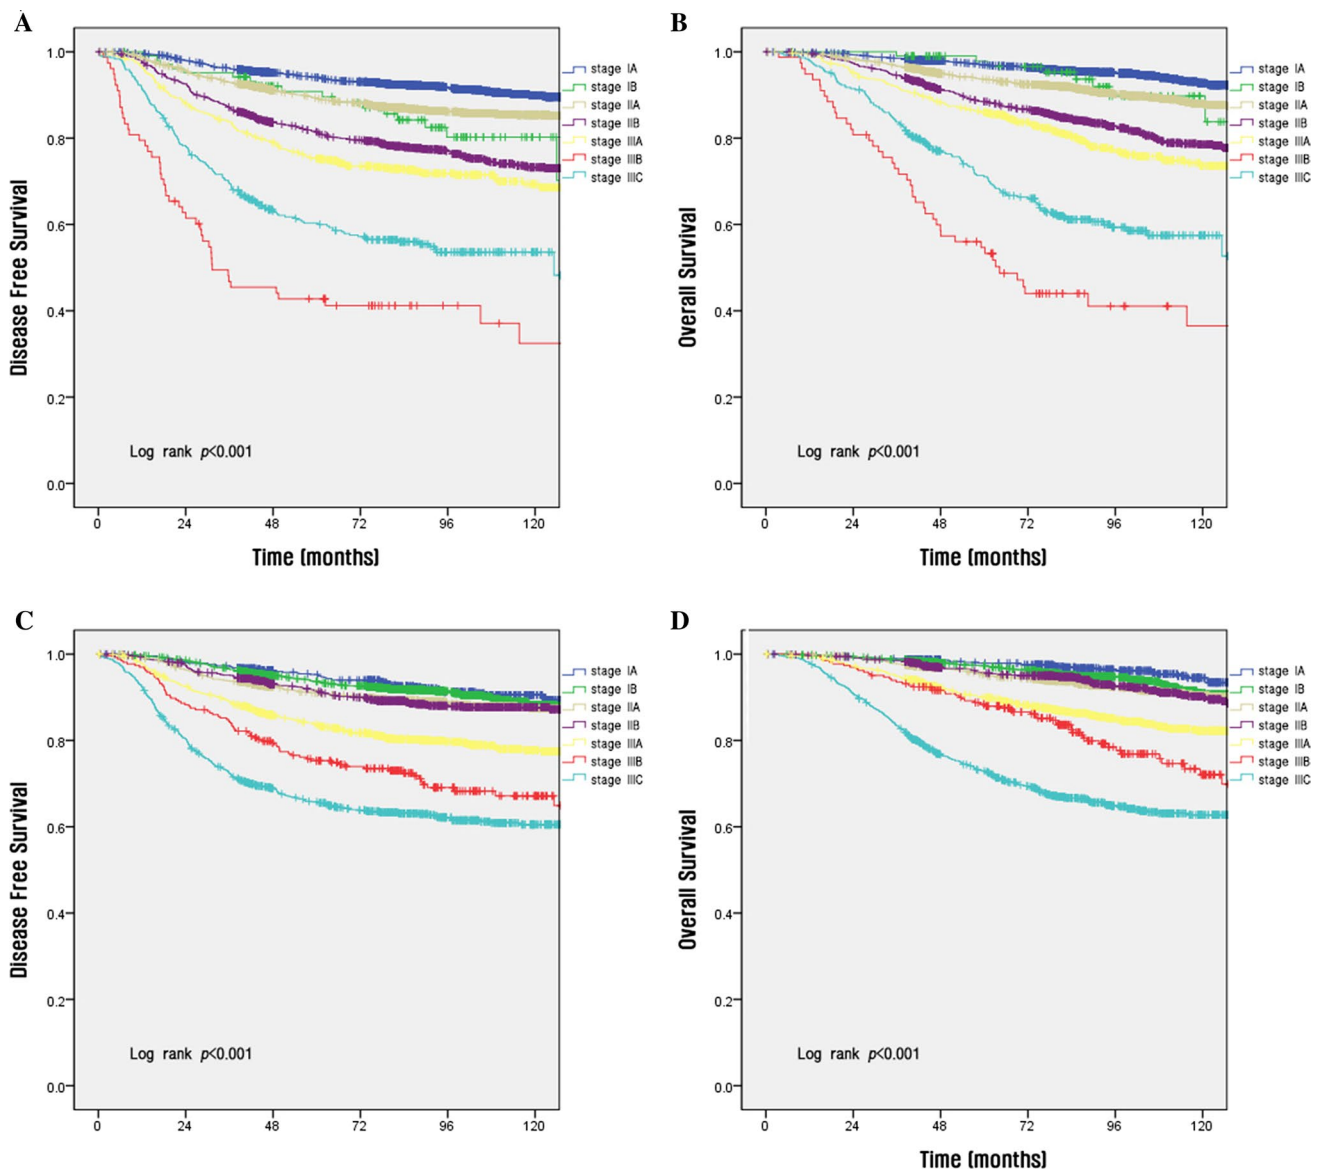 A
1.0
0.8
0.6
0.4
0.2
0.0
Disease Free Survival
stage IA
stage IB
stage IIA
stage IIB
stage IIIA
stage IIIB
stage IIIC
Log rank p<0.001
0 24 48 72 96 120
Time (months)
B
1.0
0.8
0.6
0.4
0.2
0.0
Overall Survival
stage IA
stage IB
stage IIA
stage IIB
stage IIIA
stage IIIB
stage IIIC
Log rank p<0.001
0 24 48 72 96 120
Time (months)
C
1.0
0.8
0.6
0.4
0.2
0.0
Disease Free Survival
stage IA
stage IB
stage IIA
stage IIB
stage IIIA
stage IIIB
stage IIIC
Log rank p<0.001
0 24 48 72 96 120
D
1.0
0.8
0.6
0.4
0.2
0.0
Overall Survival
stage IA
stage IB
stage IIA
stage IIB
stage IIIA
stage IIIB
stage IIIC
Log rank p<0.001
0 24 48 72 96 120
Time (months)